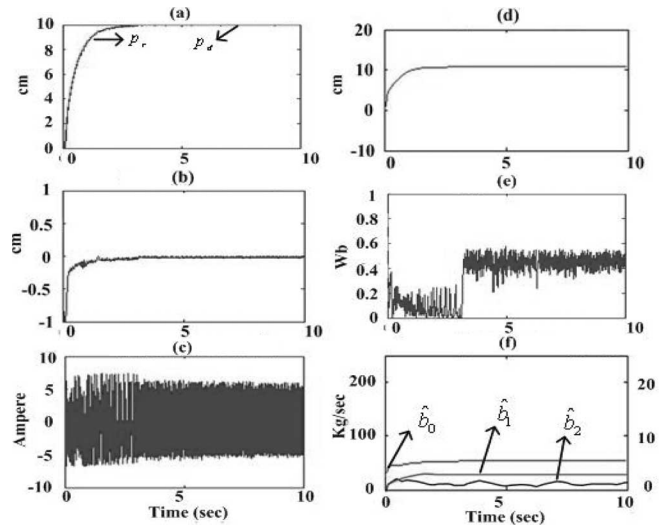 (a)
10
8
6
4
2
0
cm
p_r
p_d
0
5
10
(b)
1
0.5
0
-0.5
-1
cm
0
5
10
(c)
10
5
0
-5
-10
Ampere
0
5
10
Time (sec)
(d)
20
10
0
-10
cm
0
5
10
(e)
1
0.8
0.6
0.4
0.2
0
Wb
0
5
10
(f)
200
100
0
Kg/sec
20
10
0
b̂_0
b̂_1
b̂_2
0
5
10
Time (sec)